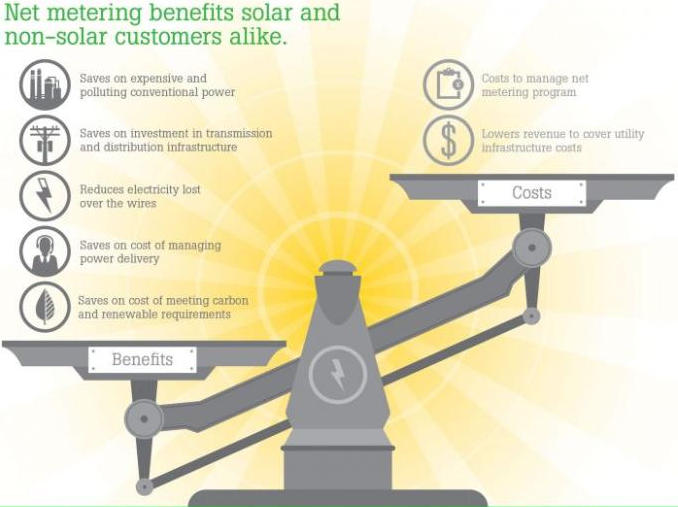 Net metering benefits solar and
non-solar customers alike.
Saves on expensive and
polluting conventional power
Saves on investment in transmission
and distribution infrastructure
Reduces electricity lost
over the wires
Saves on cost of managing
power delivery
Saves on cost of meeting carbon
and renewable requirements
Benefits
Costs to manage net
metering program
$
Lowers revenue to cover utility
infrastructure costs
Costs